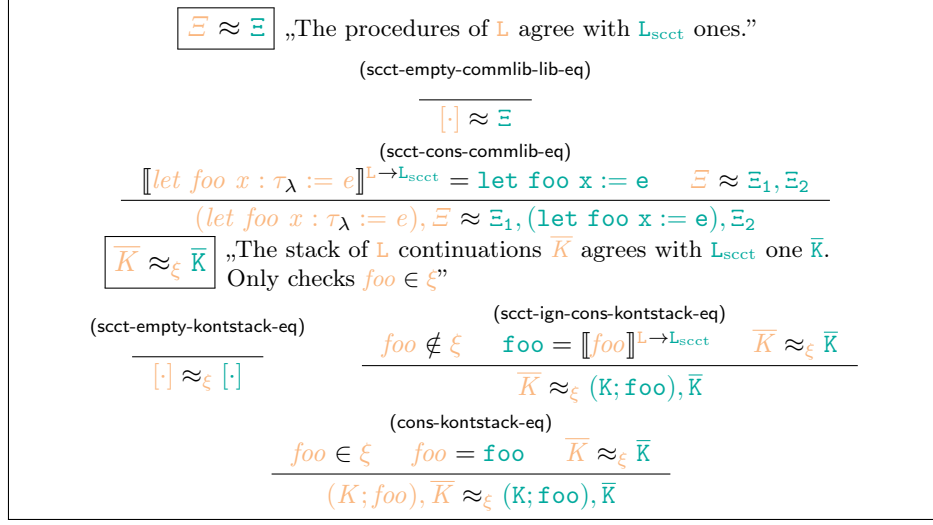 Ξ ≈ Ξ „The procedures of L agree with L_scct ones.”
(scct-empty-commlib-lib-eq)
[·] ≈ Ξ
(scct-cons-commlib-eq)
⟦let foo x : τ_λ := e⟧^{L→L_scct} = let foo x := e Ξ ≈ Ξ₁, Ξ₂
(let foo x : τ_λ := e), Ξ ≈ Ξ₁, (let foo x := e), Ξ₂
K̅ ≈_ξ K̅ „The stack of L continuations K̅ agrees with L_scct one K̅.
Only checks foo ∈ ξ”
(scct-empty-kontstack-eq)
[·] ≈_ξ [·]
(scct-ign-cons-kontstack-eq)
foo ∉ ξ foo = ⟦foo⟧^{L→L_scct} K̅ ≈_ξ K̅
K̅ ≈_ξ (K; foo), K̅
(cons-kontstack-eq)
foo ∈ ξ foo = foo K̅ ≈_ξ K̅
(K; foo), K̅ ≈_ξ (K; foo), K̅